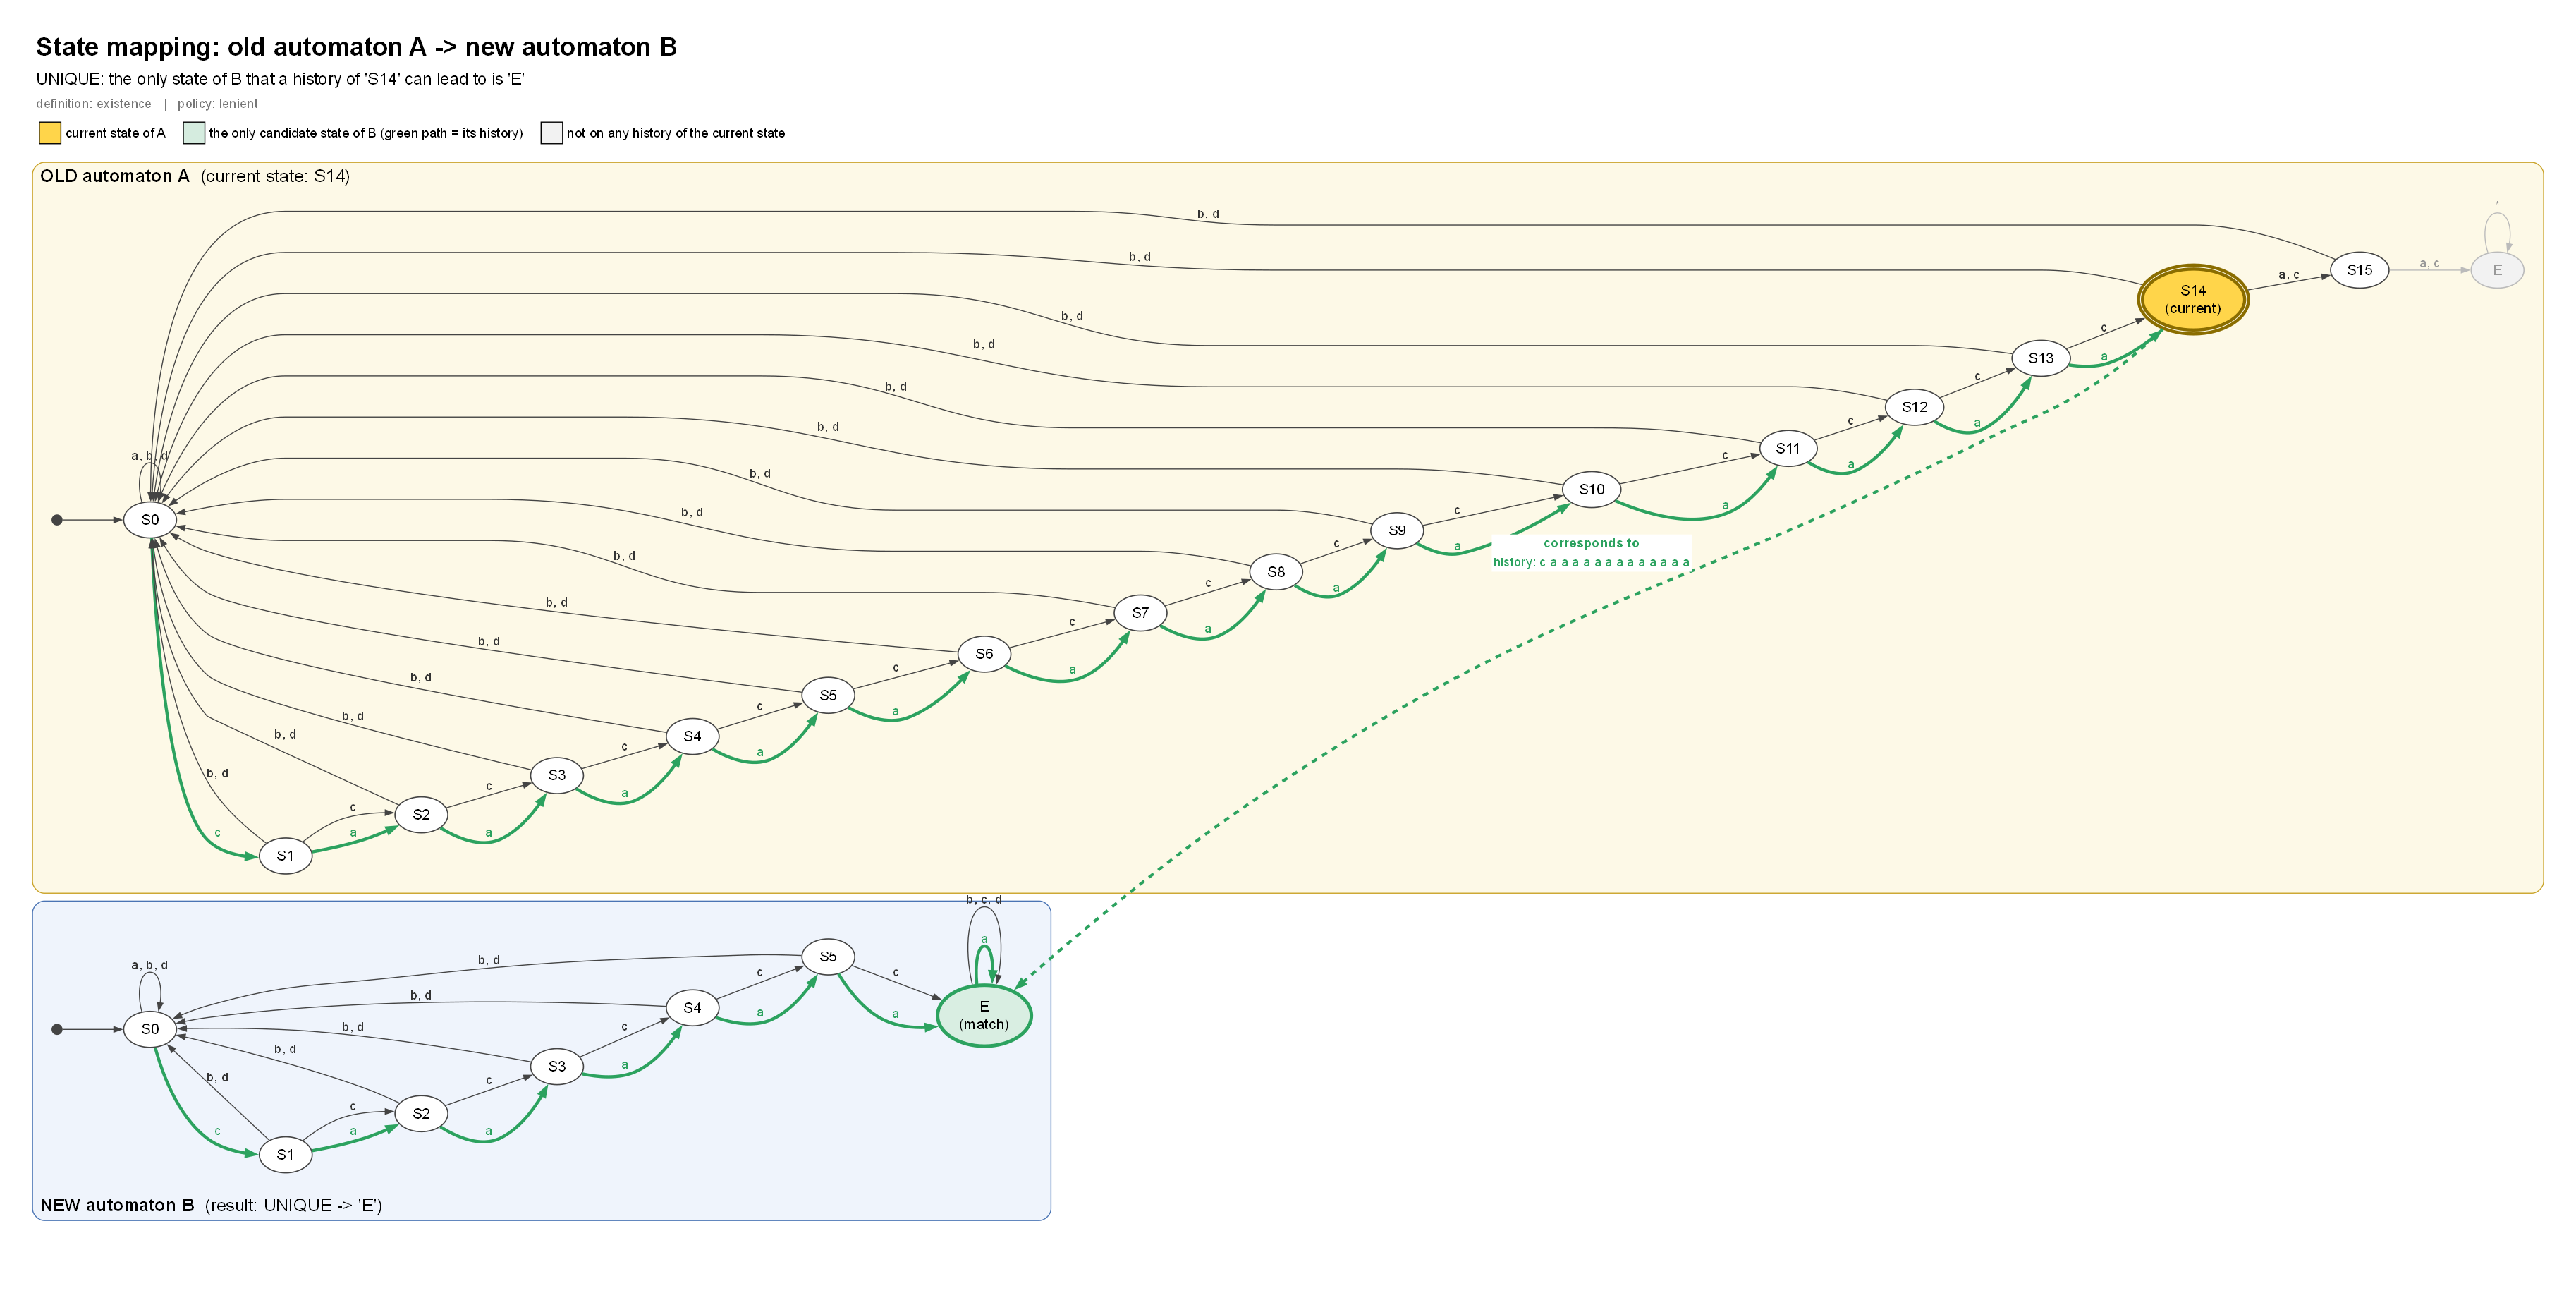 State mapping: old automaton A -> new automaton B
UNIQUE: the only state of B that a history of 'S14' can lead to is 'E'
definition: existence | policy: lenient
current state of A
the only candidate state of B (green path = its history)
not on any history of the current state
OLD automaton A (current state: S14)
b, d
*
b, d
S15
a, c
E
a, c
S14
(current)
b, d
c
b, d
S13
a
c
b, d
S12
a
b, d
c
S11
a
a, b, d
c
b, d
S10
a
b, d
c
S9
a
a
S0
corresponds to
history: c a a a a a a a a a a a a a
b, d
c
S8
a
c
b, d
S7
a
c
b, d
S6
a
c
b, d
S5
a
c
b, d
S4
a
c
b, d
S3
a
c
b, d
c
S2
a
c
a
S1
b, c, d
a
S5
b, d
a, b, d
c
c
b, d
S4
a
E
(match)
a
S0
b, d
c
b, d
S3
a
b, d
c
c
S2
a
c
a
S1
NEW automaton B (result: UNIQUE -> 'E')